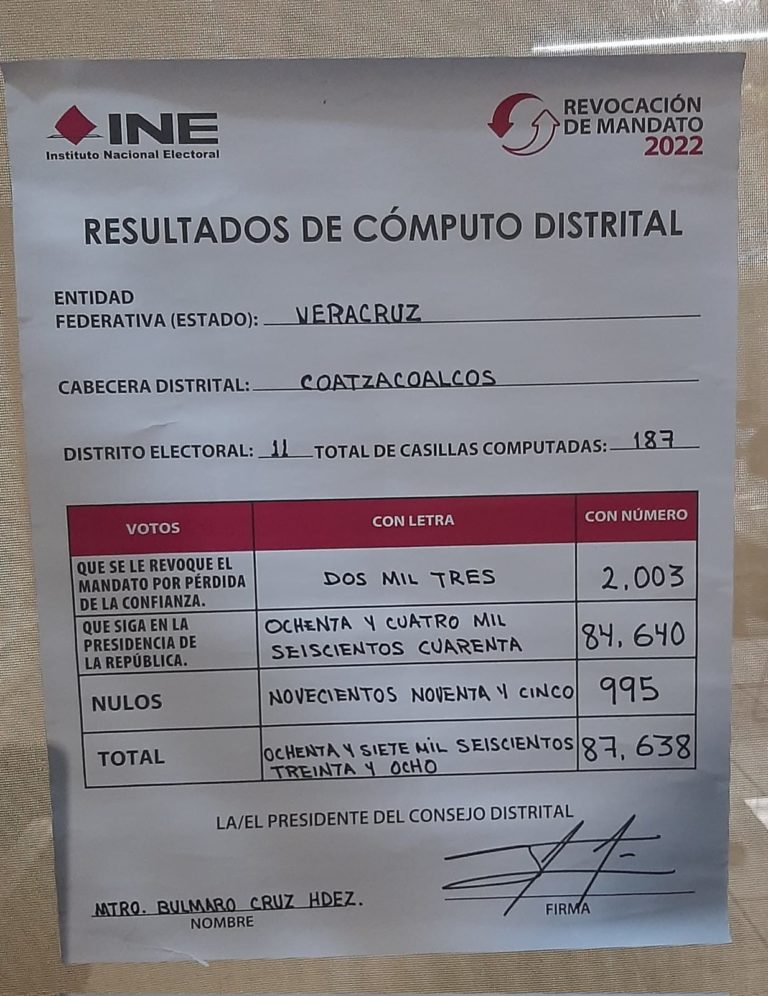 INE
Instituto Nacional Electoral
REVOCACIÓN
DE MANDATO
2022
RESULTADOS DE CÓMPUTO DISTRITAL
ENTIDAD
FEDERATIVA (ESTADO): VERACRUZ
CABECERA DISTRITAL: COATZACOALCOS
DISTRITO ELECTORAL: 11 TOTAL DE CASILLAS COMPUTADAS: 187
VOTOS CON LETRA CON NÚMERO
QUE SE LE REVOQUE EL
MANDATO POR PÉRDIDA
DE LA CONFIANZA.
DOS MIL TRES
2,003
QUE SIGA EN LA
PRESIDENCIA DE
LA REPÚBLICA.
OCHENTA Y CUATRO MIL
SEISCIENTOS CUARENTA
84,640
NULOS
NOVECIENTOS NOVENTA Y CINCO
995
TOTAL
OCHENTA Y SIETE MIL SEISCIENTOS
TREINTA Y OCHO
87,638
LA/EL PRESIDENTE DEL CONSEJO DISTRITAL
MTRO. BULMARO CRUZ HDEZ.
NOMBRE
FIRMA